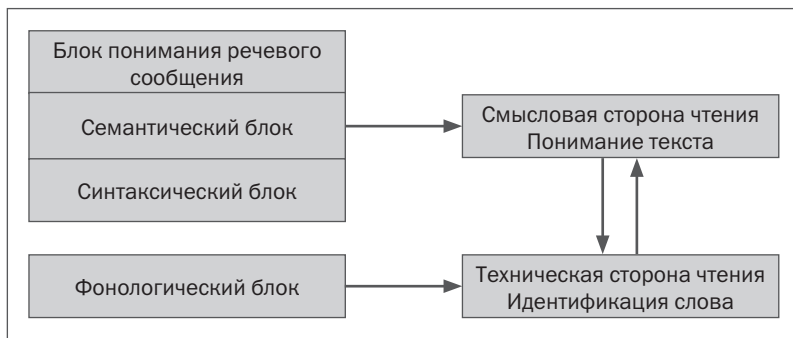 Блок понимания речевого
сообщения
Семантический блок
Синтаксический блок
Фонологический блок
Смысловая сторона чтения
Понимание текста
Техническая сторона чтения
Идентификация слова